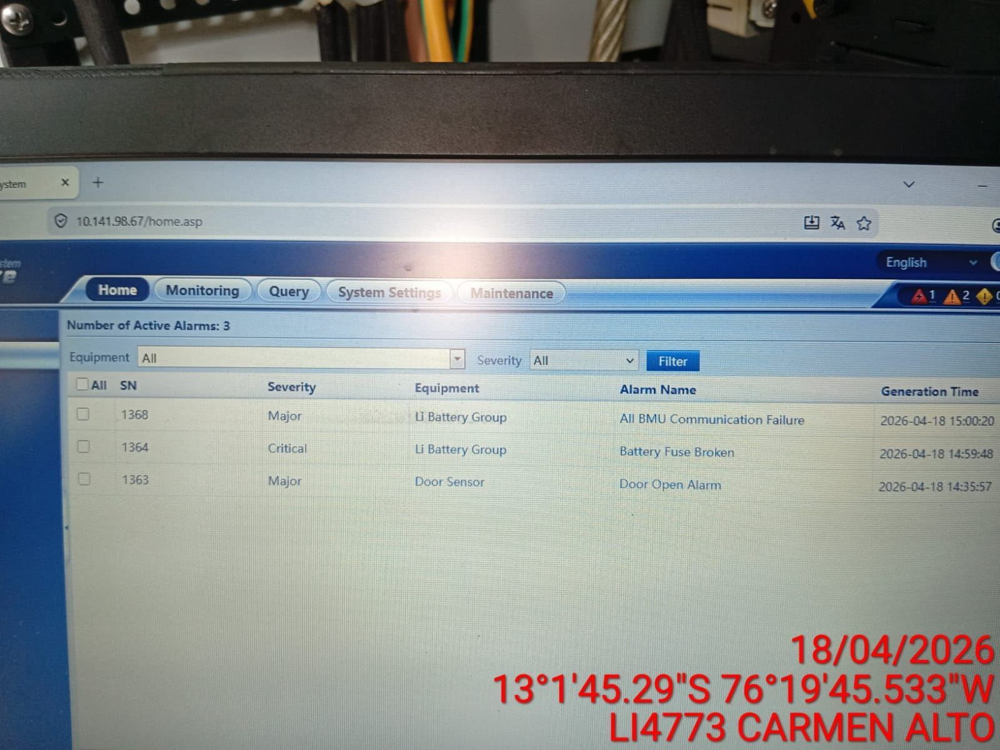 ystem
10.141.98.67/home.asp
English
Home Monitoring Query System Settings Maintenance
1 2 0
Number of Active Alarms: 3
Equipment All Severity All Filter
All SN Severity Equipment Alarm Name Generation Time
1368 Major Li Battery Group All BMU Communication Failure 2026-04-18 15:00:20
1364 Critical Li Battery Group Battery Fuse Broken 2026-04-18 14:59:48
1363 Major Door Sensor Door Open Alarm 2026-04-18 14:35:57
18/04/2026
13°1'45.29"S 76°19'45.533"W
LI4773 CARMEN ALTO